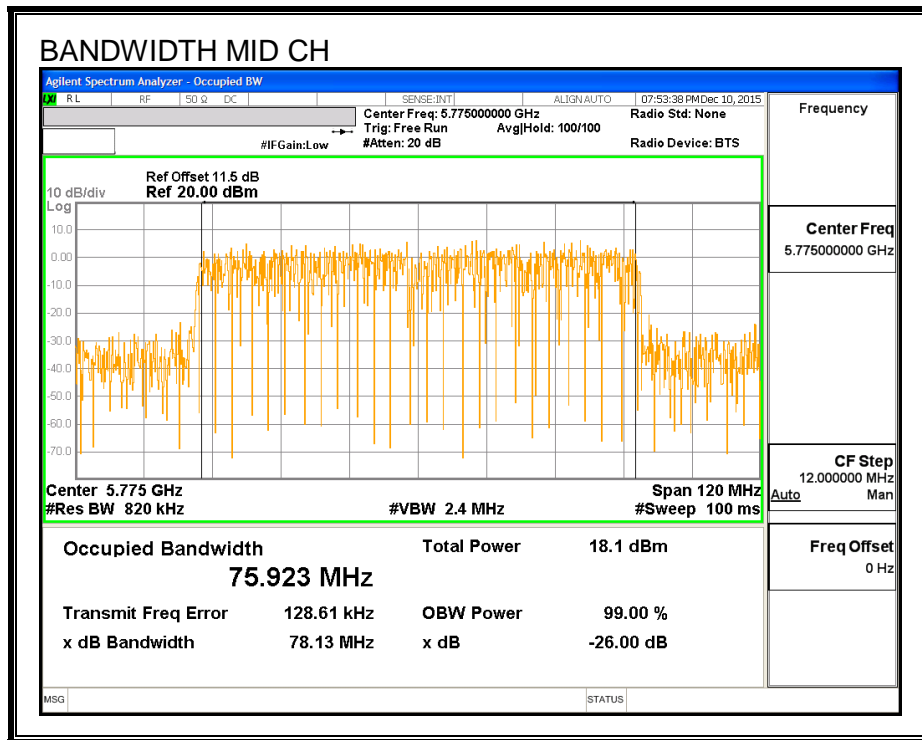 BANDWIDTH MID CH
Agilent Spectrum Analyzer - Occupied BW
LXI RL RF 50 Ω DC SENSE:INT ALIGN AUTO 07:53:38 PM Dec 10, 2015
Center Freq: 5.775000000 GHz Radio Std: None
Trig: Free Run Avg|Hold: 100/100
#IFGain:Low #Atten: 20 dB Radio Device: BTS
Ref Offset 11.5 dB
10 dB/div Ref 20.00 dBm
Log
10.0
0.00
-10.0
-20.0
-30.0
-40.0
-50.0
-60.0
-70.0
Center 5.775 GHz Span 120 MHz
#Res BW 820 kHz #VBW 2.4 MHz #Sweep 100 ms
Occupied Bandwidth Total Power 18.1 dBm
75.923 MHz
Transmit Freq Error 128.61 kHz OBW Power 99.00 %
x dB Bandwidth 78.13 MHz x dB -26.00 dB
MSG STATUS
Frequency
Center Freq
5.775000000 GHz
CF Step
12.000000 MHz
Auto Man
Freq Offset
0 Hz